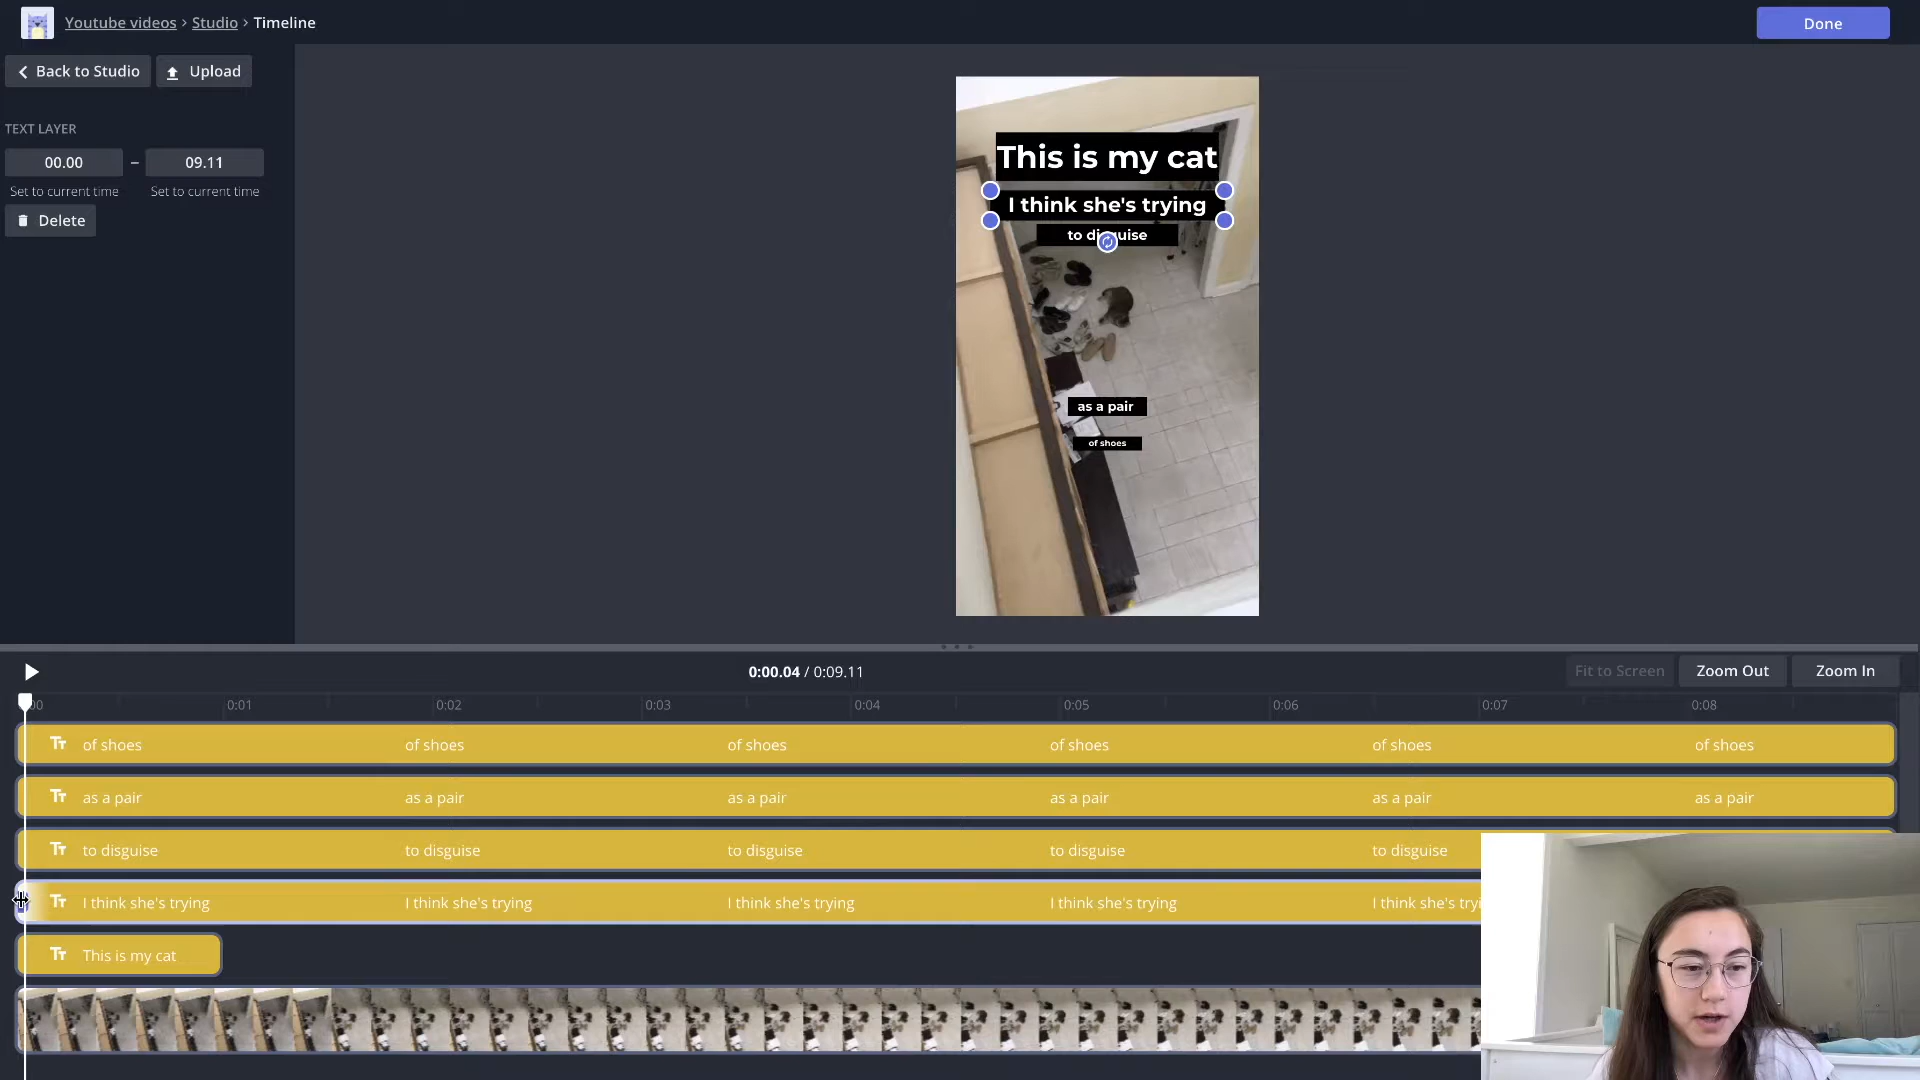 Youtube videos > Studio > Timeline
Done
Back to Studio
Upload
TEXT LAYER
00.00 – 09.11
Set to current time Set to current time
Delete
This is my cat
I think she's trying
as a pair
of shoes
0:00.04 / 0:09.11
Fit to Screen Zoom Out Zoom In
0:01 0:02 0:03 0:04 0:05 0:06 0:07 0:08
of shoes of shoes of shoes of shoes of shoes of shoes
as a pair as a pair as a pair as a pair as a pair as a pair
to disguise to disguise to disguise to disguise to disguise
I think she's trying I think she's trying I think she's trying I think she's trying I think she's
This is my cat